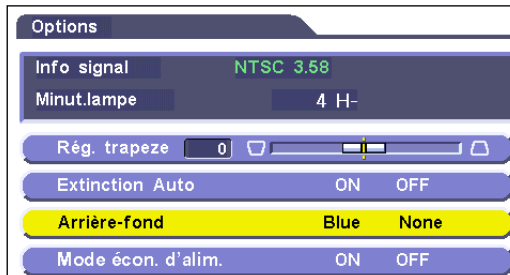 Options
Info signal NTSC 3.58
Minut.lampe 4 H-
Rég. trapeze 0
Extinction Auto ON OFF
Arrière-fond Blue None
Mode écon. d'alim. ON OFF